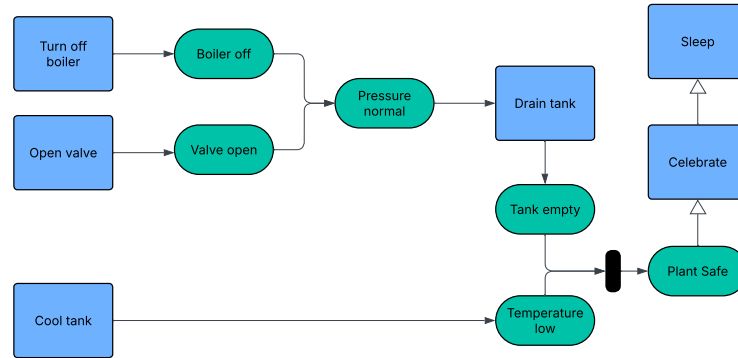 Turn off
boiler
Boiler off
Sleep
Pressure
normal
Drain tank
Open valve
Valve open
Celebrate
Tank empty
Plant Safe
Cool tank
Temperature
low